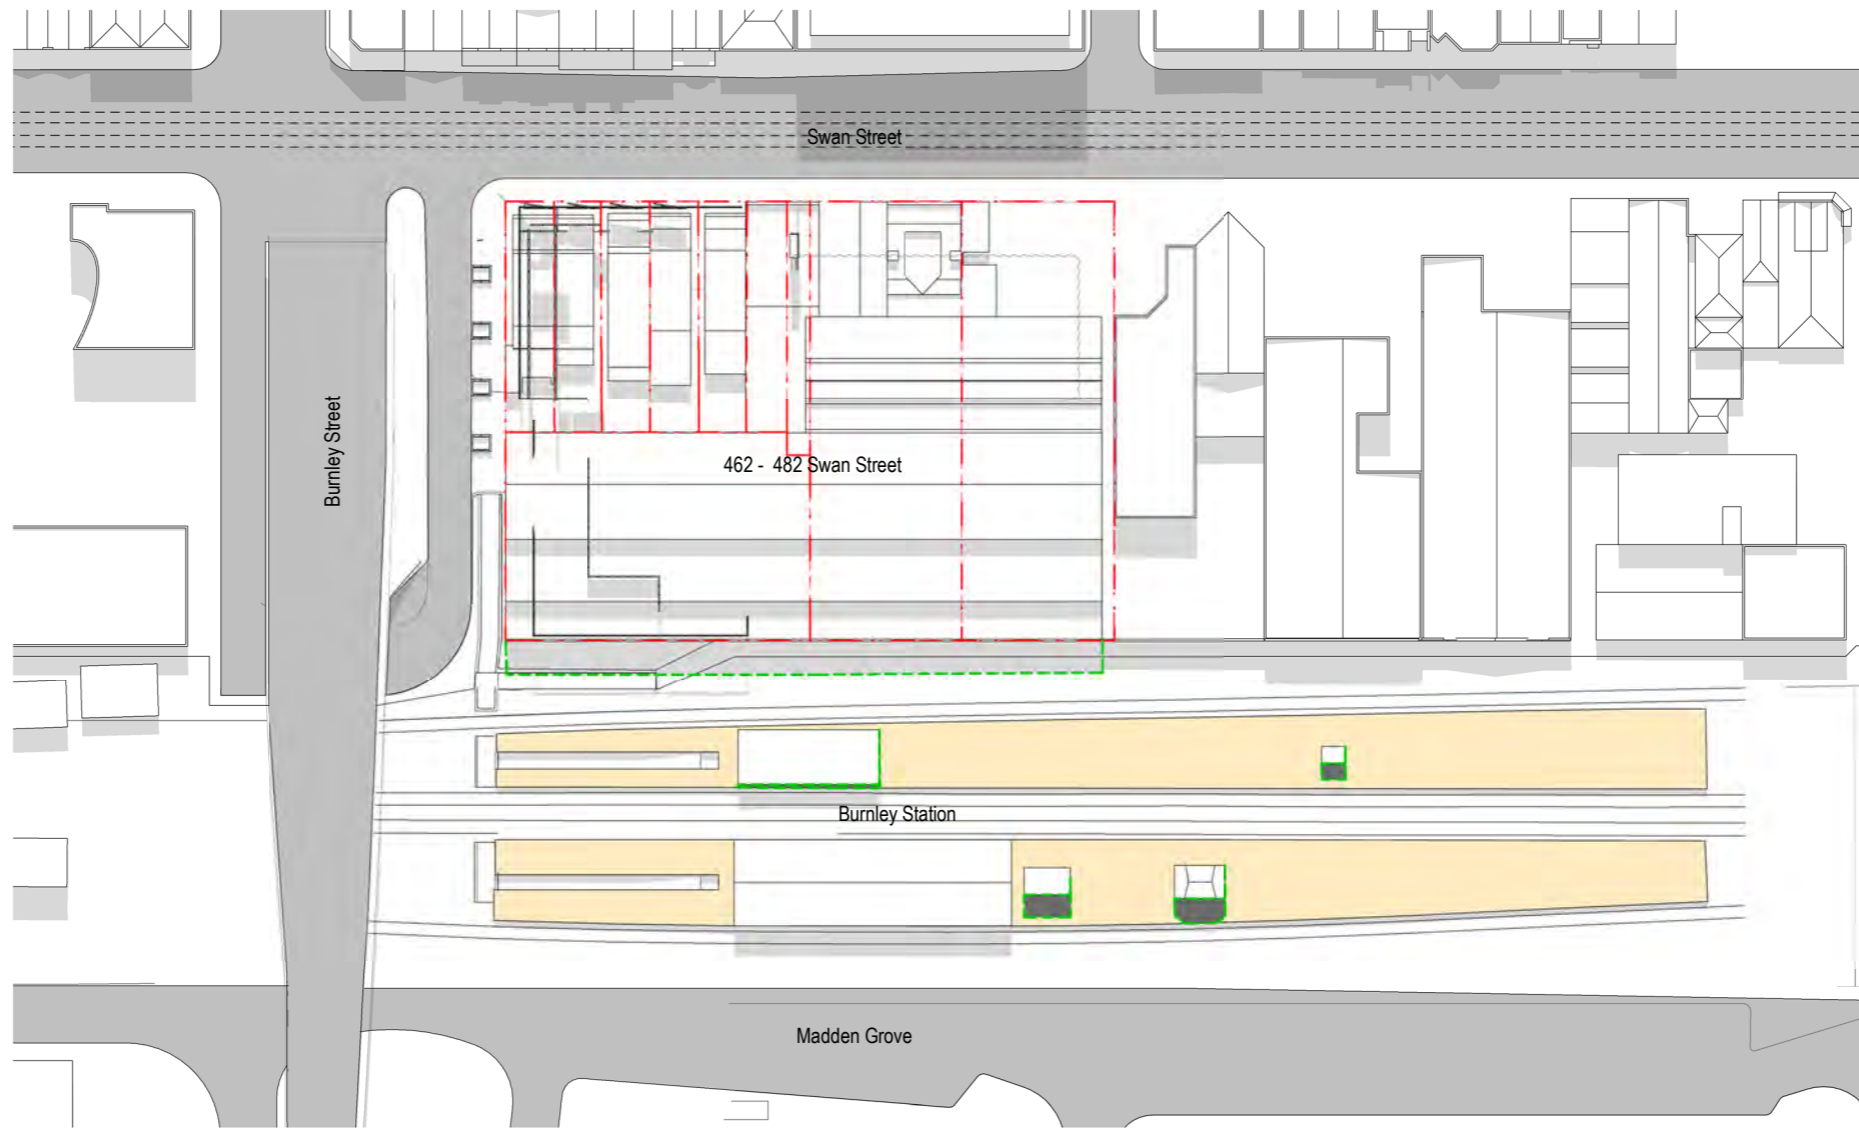 Swan Street
Burnley Street
462 - 482 Swan Street
Burnley Station
Madden Grove